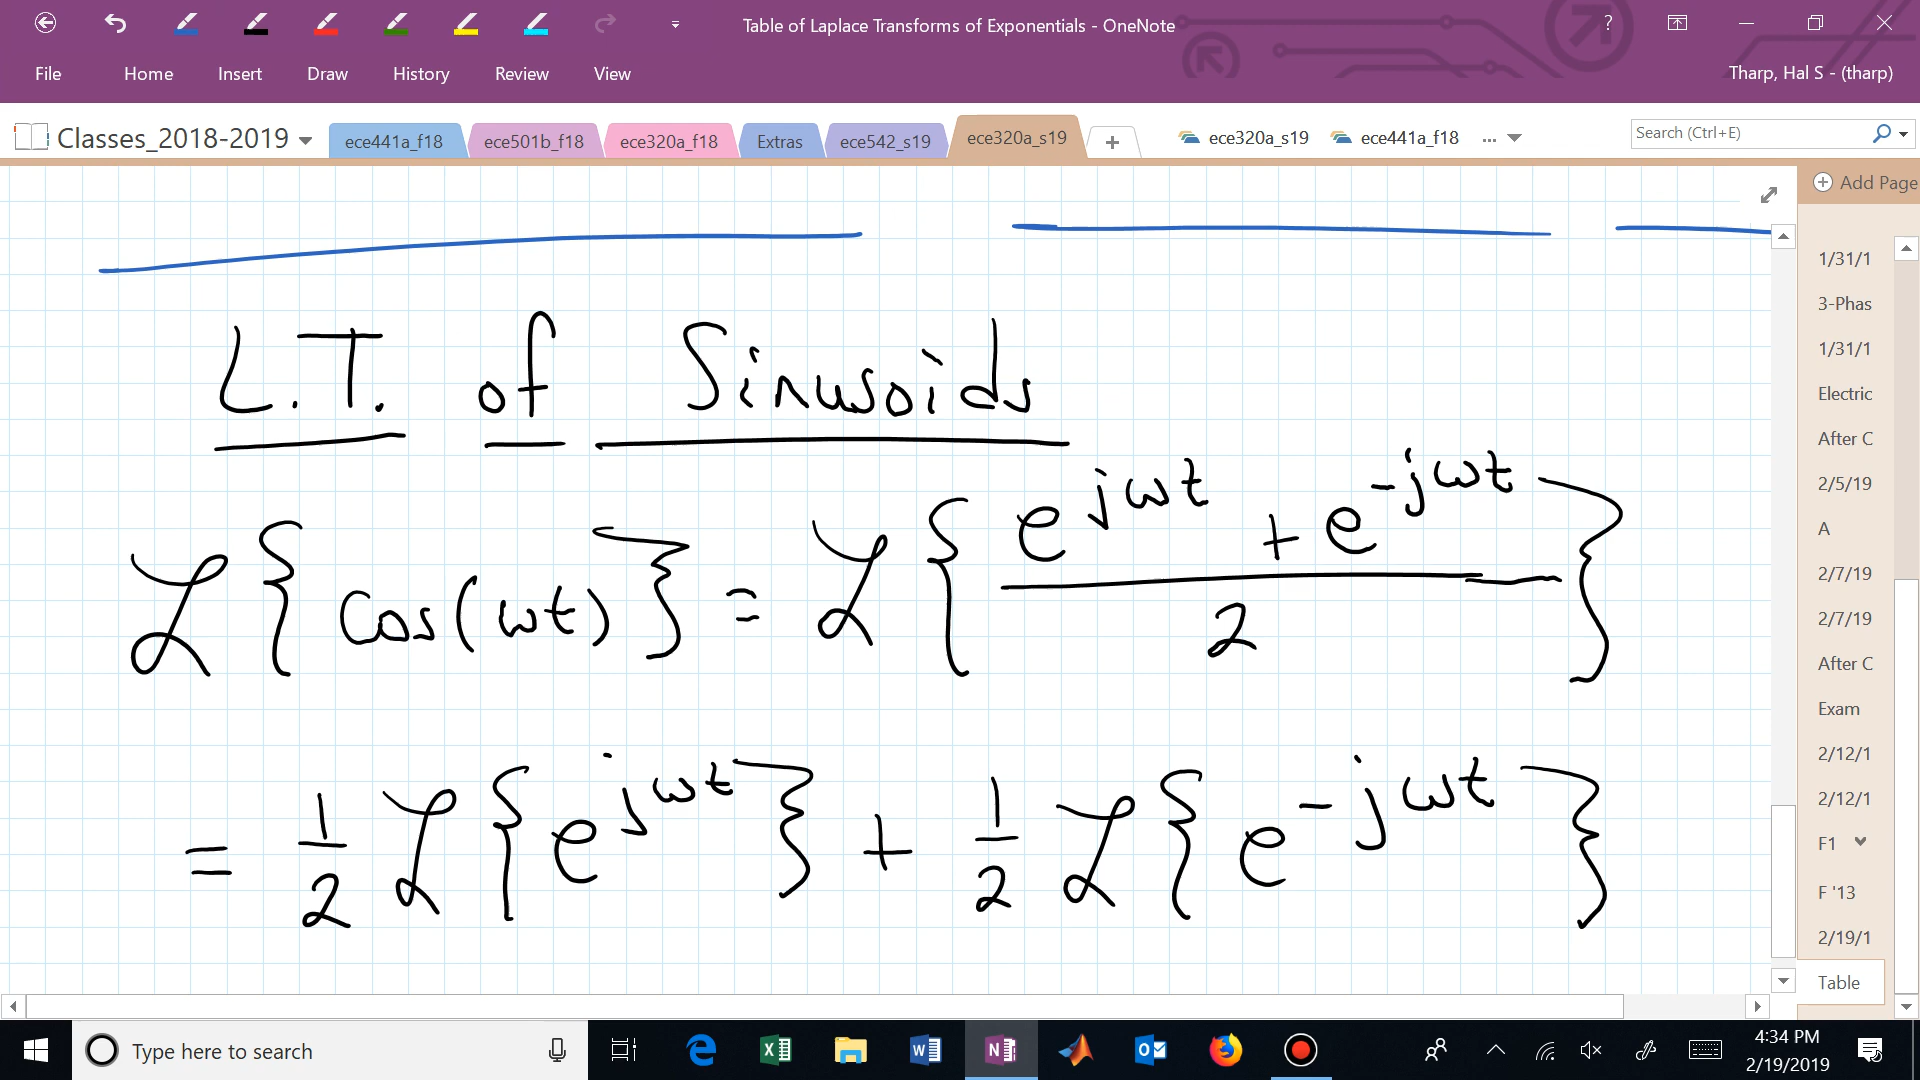 Table of Laplace Transforms of Exponentials - OneNote
?
File Home Insert Draw History Review View
Tharp, Hal S - (tharp)
Classes_2018-2019
ece441a_f18 ece501b_f18 ece320a_f18 Extras ece542_s19 ece320a_s19 +
ece320a_s19 ece441a_f18 ...
Search (Ctrl+E)
Add Page
L.T. of Sinusoids
ℒ{cos(ωt)} = ℒ{(e^{jωt} + e^{-jωt})/2}
= 1/2 ℒ{e^{jωt}} + 1/2 ℒ{e^{-jωt}}
1/31/1
3-Phas
1/31/1
Electric
After C
2/5/19
A
2/7/19
2/7/19
After C
Exam
2/12/1
2/12/1
F1
F '13
2/19/1
Table
Type here to search
4:34 PM
2/19/2019